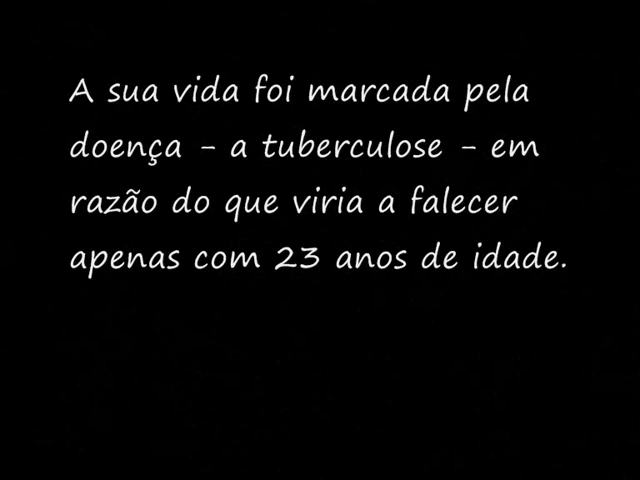 A sua vida foi marcada pela
doença - a tuberculose - em
razão do que viria a falecer
apenas com 23 anos de idade.